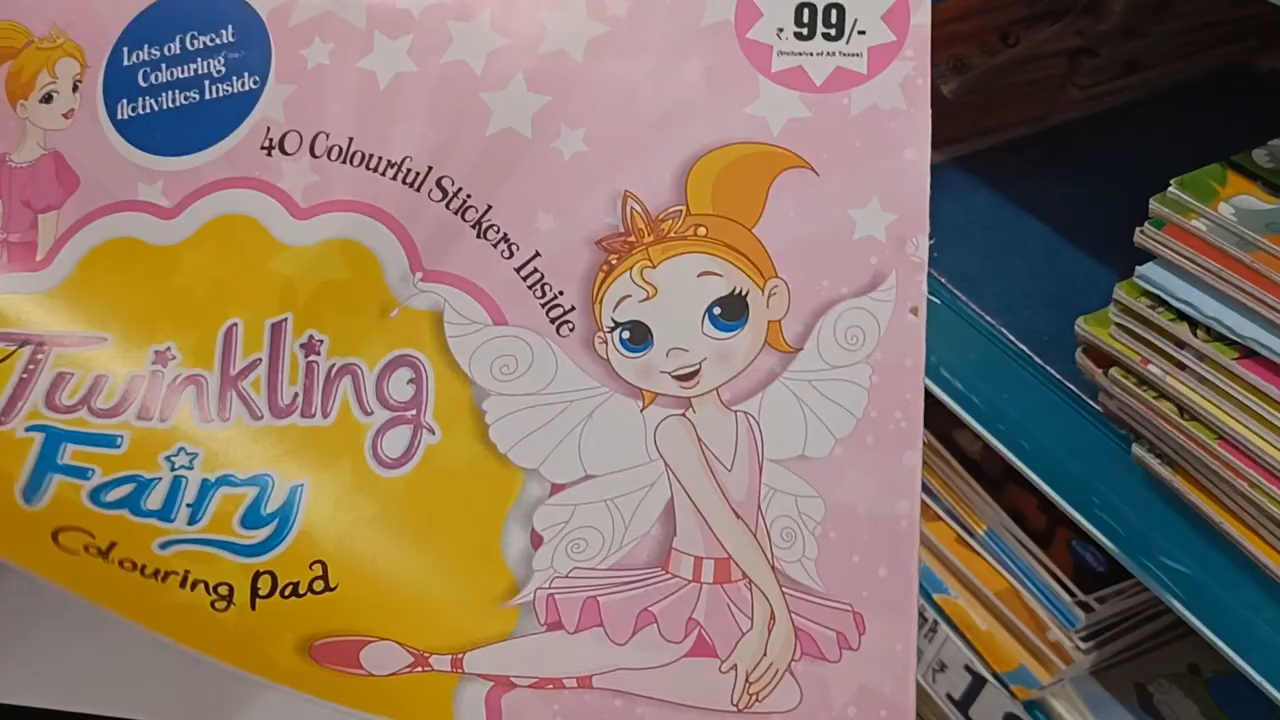 Lots of Great
Colouring
Activities Inside
₹. 99/-
(Inclusive of All Taxes)
40 Colourful Stickers Inside
Twinkling
Fairy
Colouring Pad